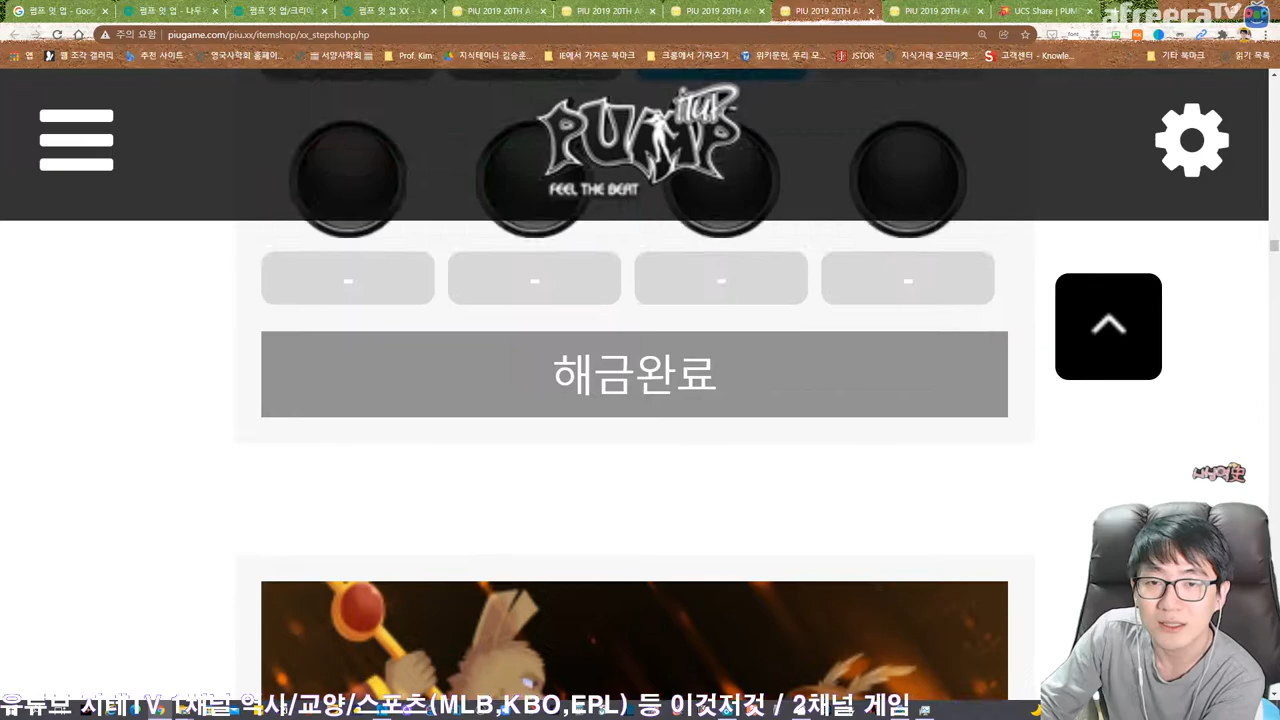 펌프 잇 업 - Goo
펌프 잇 업 - 나무
펌프 잇 업/크리미
펌프 잇 업 XX -
PIU 2019 20TH A
PIU 2019 20TH A
PIU 2019 20TH A
PIU 2019 20TH A
PIU 2019 20TH A
UCS Share | PUM
afreecaTV
주의 요함 | piugame.com/piu.xx/itemshop/xx_stepshop.php
앱
웹 조각 갤러리
추천 사이트
영국사학회 홈페이...
서양사학회
Prof. Kim
지식테이너 김승훈...
IE에서 가져온 북마크
크롬에서 가져오기
위키문헌, 우리 모...
JSTOR
지식거래 오픈마켓...
고객센터 - Knowle...
기타 북마크
읽기 목록
PUMP
it UP
FEEL THE BEAT
-
-
-
-
해금완료
유튜브 시테TV 1채널 역사/교양/스포츠(MLB,KBO,EPL) 등 이것저것 / 2채널 게임